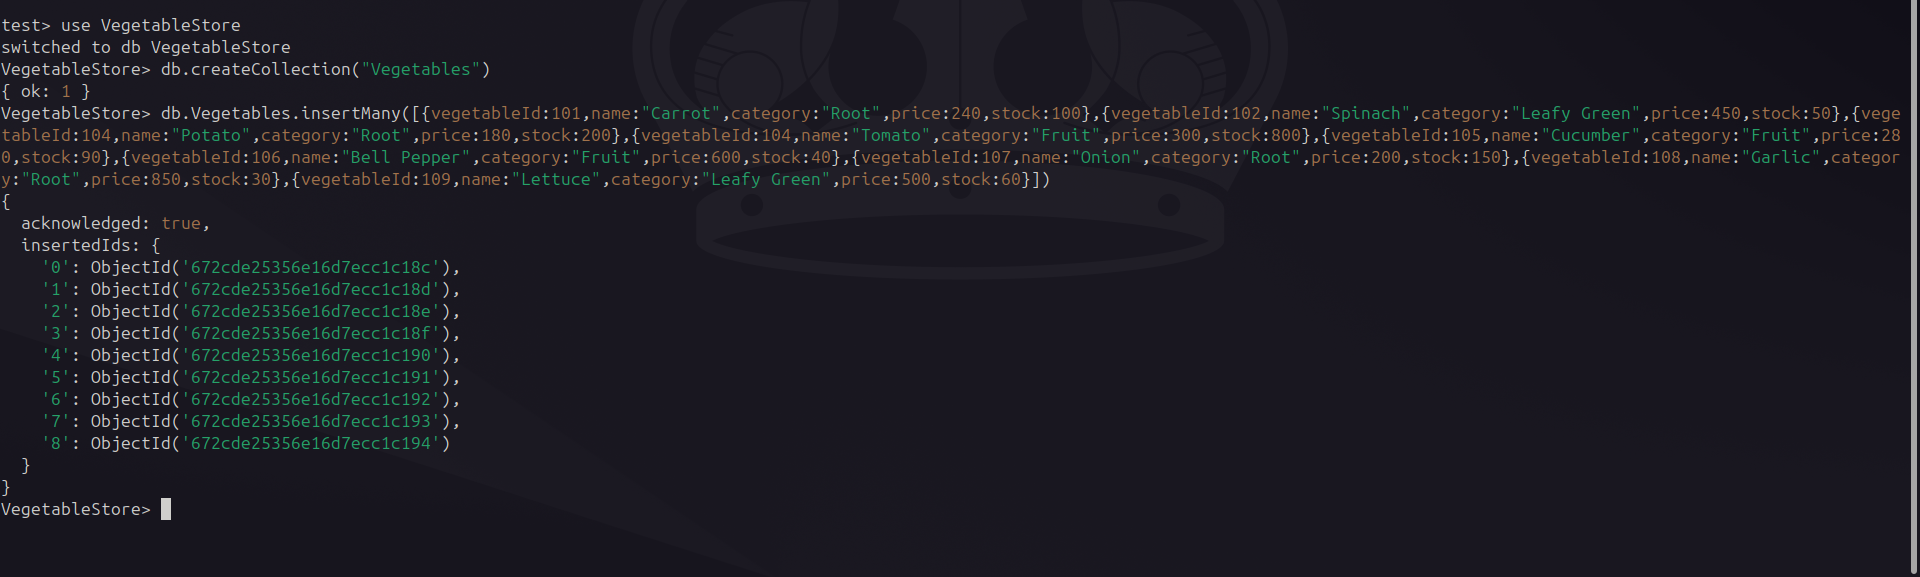 test> use VegetableStore
switched to db VegetableStore
VegetableStore> db.createCollection("Vegetables")
{ ok: 1 }
VegetableStore> db.Vegetables.insertMany([{vegetableId:101,name:"Carrot",category:"Root",price:240,stock:100},{vegetableId:102,name:"Spinach",category:"Leafy Green",price:450,stock:50},{vege
tableId:104,name:"Potato",category:"Root",price:180,stock:200},{vegetableId:104,name:"Tomato",category:"Fruit",price:300,stock:800},{vegetableId:105,name:"Cucumber",category:"Fruit",price:28
0,stock:90},{vegetableId:106,name:"Bell Pepper",category:"Fruit",price:600,stock:40},{vegetableId:107,name:"Onion",category:"Root",price:200,stock:150},{vegetableId:108,name:"Garlic",categor
y:"Root",price:850,stock:30},{vegetableId:109,name:"Lettuce",category:"Leafy Green",price:500,stock:60}])
{
  acknowledged: true,
  insertedIds: {
    '0': ObjectId('672cde25356e16d7ecc1c18c'),
    '1': ObjectId('672cde25356e16d7ecc1c18d'),
    '2': ObjectId('672cde25356e16d7ecc1c18e'),
    '3': ObjectId('672cde25356e16d7ecc1c18f'),
    '4': ObjectId('672cde25356e16d7ecc1c190'),
    '5': ObjectId('672cde25356e16d7ecc1c191'),
    '6': ObjectId('672cde25356e16d7ecc1c192'),
    '7': ObjectId('672cde25356e16d7ecc1c193'),
    '8': ObjectId('672cde25356e16d7ecc1c194')
  }
}
VegetableStore>